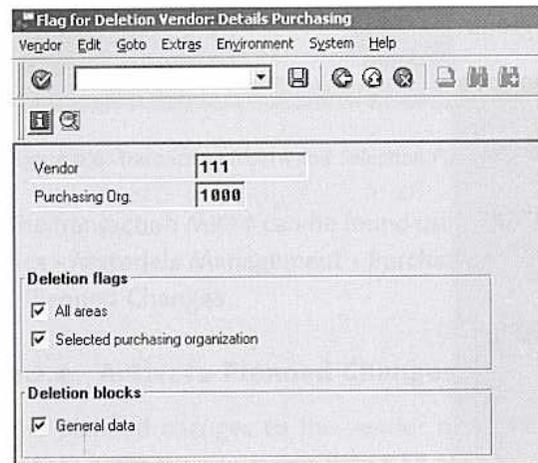 Flag for Deletion Vendor: Details Purchasing
Vendor Edit Goto Extras Environment System Help
Vendor 111
Purchasing Org. 1000
Deletion flags
All areas
Selected purchasing organization
Deletion blocks
General data